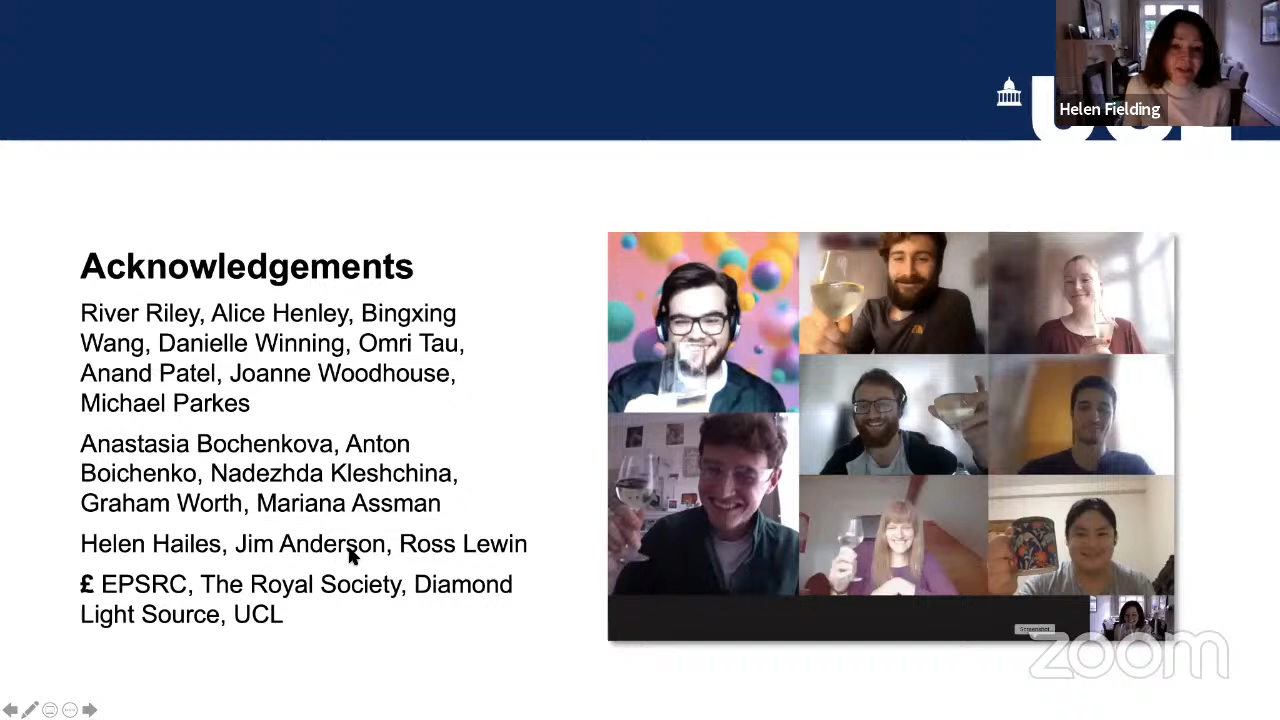 Helen Fielding
Acknowledgements
River Riley, Alice Henley, Bingxing
Wang, Danielle Winning, Omri Tau,
Anand Patel, Joanne Woodhouse,
Michael Parkes
Anastasia Bochenkova, Anton
Boichenko, Nadezhda Kleshchina,
Graham Worth, Mariana Assman
Helen Hailes, Jim Anderson, Ross Lewin
£ EPSRC, The Royal Society, Diamond
Light Source, UCL
Screenshot
zoom